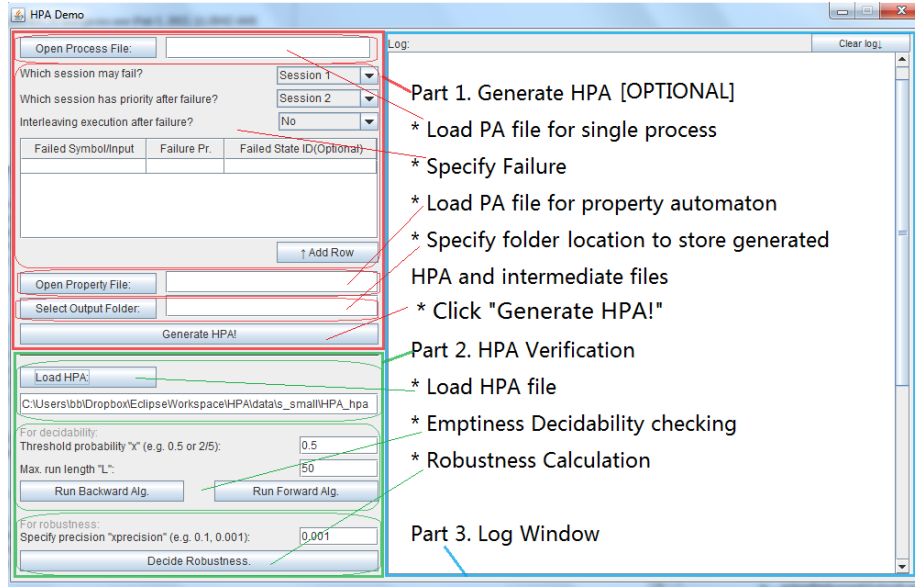 HPA Demo
Open Process File:
Log:
Clear log↓
Which session may fail?
Session 1
Which session has priority after failure?
Session 2
Interleaving execution after failure?
No
Failed Symbol/Input
Failure Pr.
Failed State ID(Optional)
↑ Add Row
Open Property File:
Select Output Folder:
Generate HPA!
Load HPA:
C:\Users\bb\Dropbox\EclipseWorkspace\HPA\data\s_small\HPA_hpa
For decidability:
Threshold probability "x" (e.g. 0.5 or 2/5):
0.5
Max. run length "L":
50
Run Backward Alg.
Run Forward Alg.
For robustness:
Specify precision "xprecision" (e.g. 0.1, 0.001):
0.001
Decide Robustness.
Part 1. Generate HPA [OPTIONAL]
* Load PA file for single process
* Specify Failure
* Load PA file for property automaton
* Specify folder location to store generated
HPA and intermediate files
* Click "Generate HPA!"
Part 2. HPA Verification
* Load HPA file
* Emptiness Decidability checking
* Robustness Calculation
Part 3. Log Window